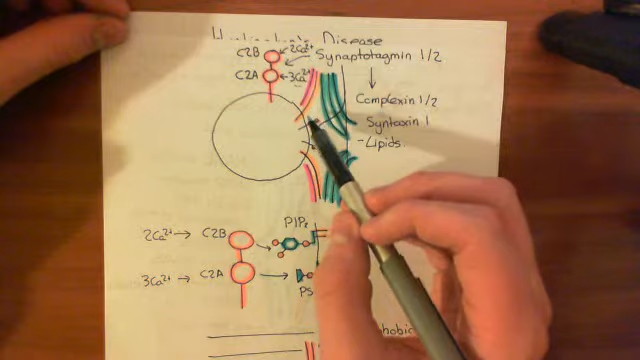 Disease
C2B ← 2Ca²⁺ Synaptotagmin 1/2
C2A ← 3Ca²⁺
Complexin 1/2
Syntaxin 1
- Lipids
PIP₂
2Ca²⁺ → C2B →
3Ca²⁺ → C2A →
PS